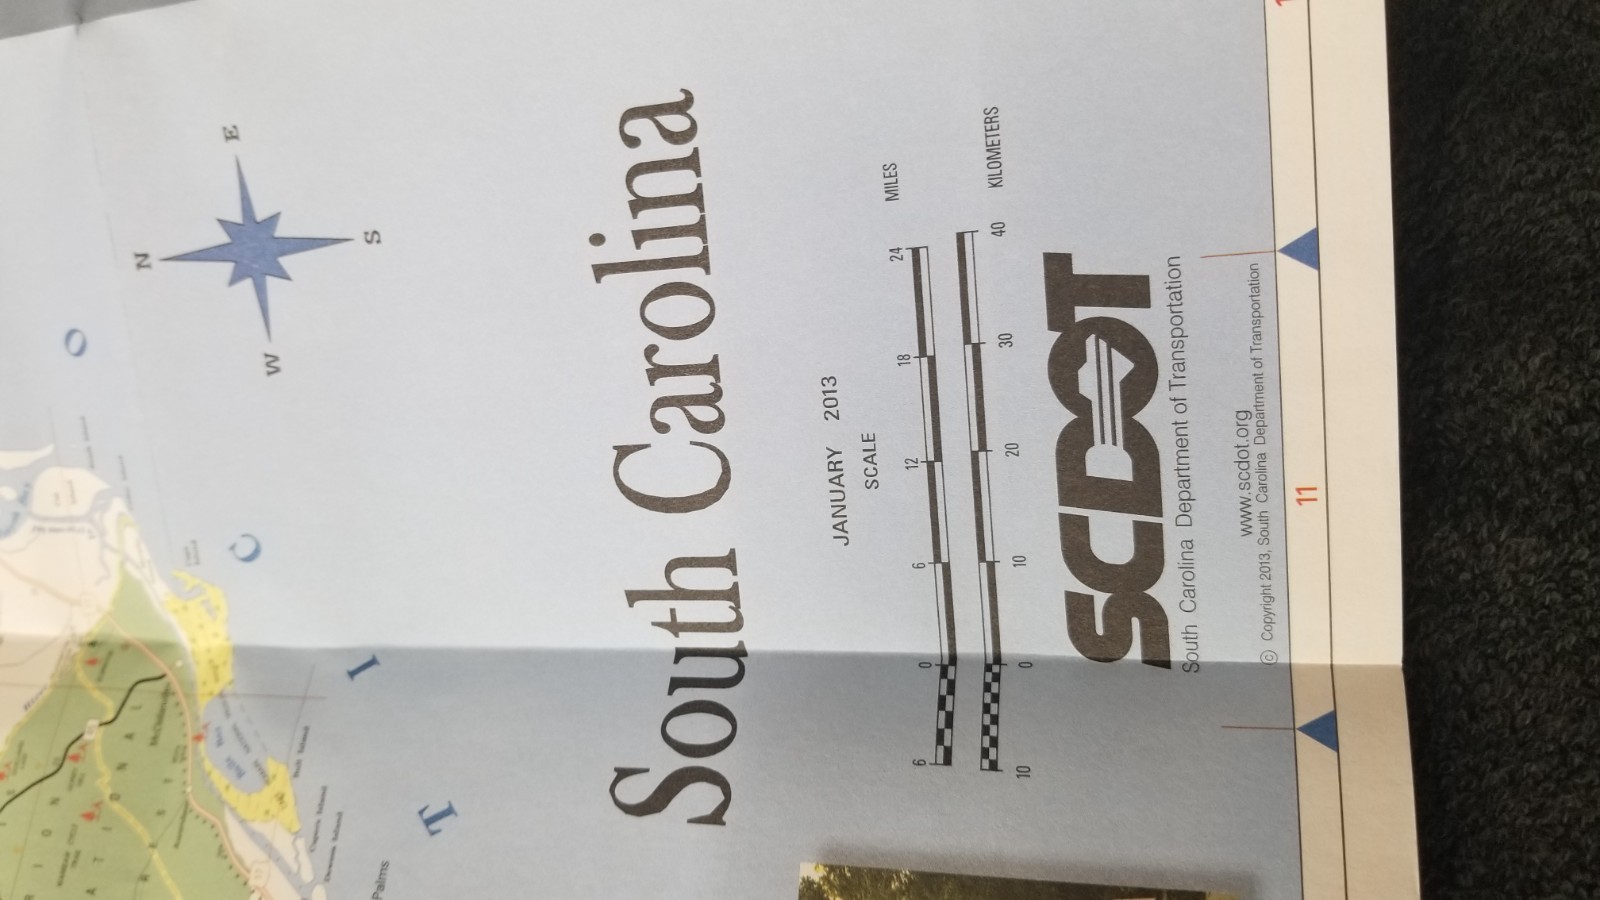 N
W E
S
O
C
I
T
Palms
South Carolina
JANUARY 2013
SCALE
6 0 6 12 18 24 MILES
10 0 10 20 30 40 KILOMETERS
SCDOT
South Carolina Department of Transportation
www.scdot.org
© Copyright 2013, South Carolina Department of Transportation
11